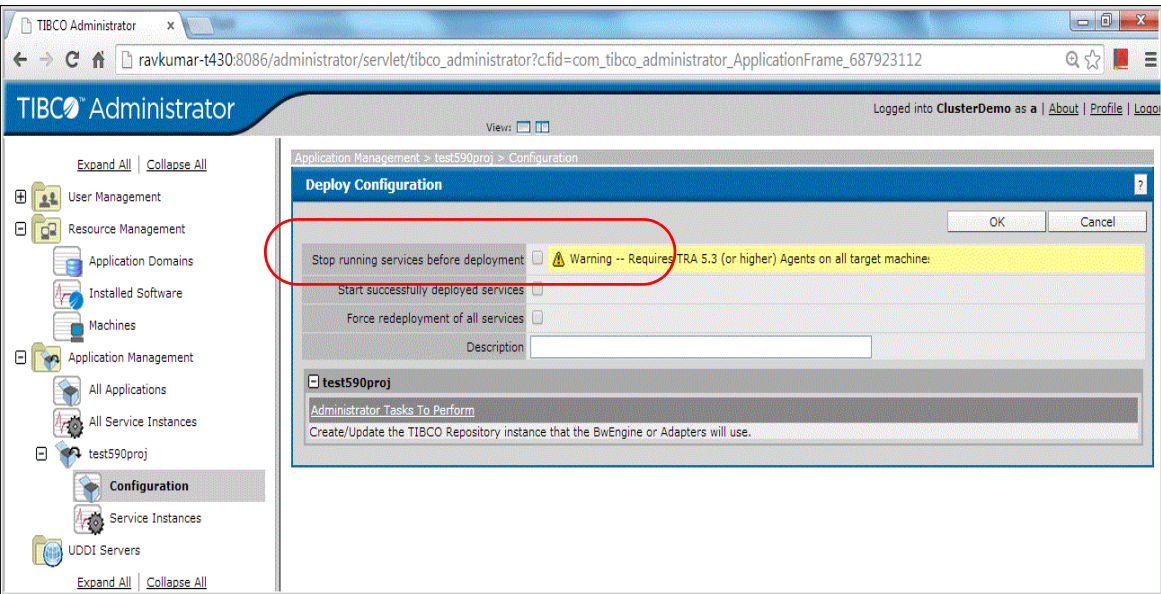 TIBCO Administrator
ravkumar-t430:8086/administrator/servlet/tibco_administrator?c.fid=com_tibco_administrator_ApplicationFrame_687923112
TIBCO™ Administrator
Logged into ClusterDemo as a | About | Profile | Logou
View:
Expand All | Collapse All
User Management
Resource Management
Application Domains
Installed Software
Machines
Application Management
All Applications
All Service Instances
test590proj
Configuration
Service Instances
UDDI Servers
Expand All | Collapse All
Application Management > test590proj > Configuration
Deploy Configuration
?
OK Cancel
Stop running services before deployment Warning -- Requires TRA 5.3 (or higher) Agents on all target machine:
Start successfully deployed services
Force redeployment of all services
Description
test590proj
Administrator Tasks To Perform
Create/Update the TIBCO Repository instance that the BwEngine or Adapters will use.